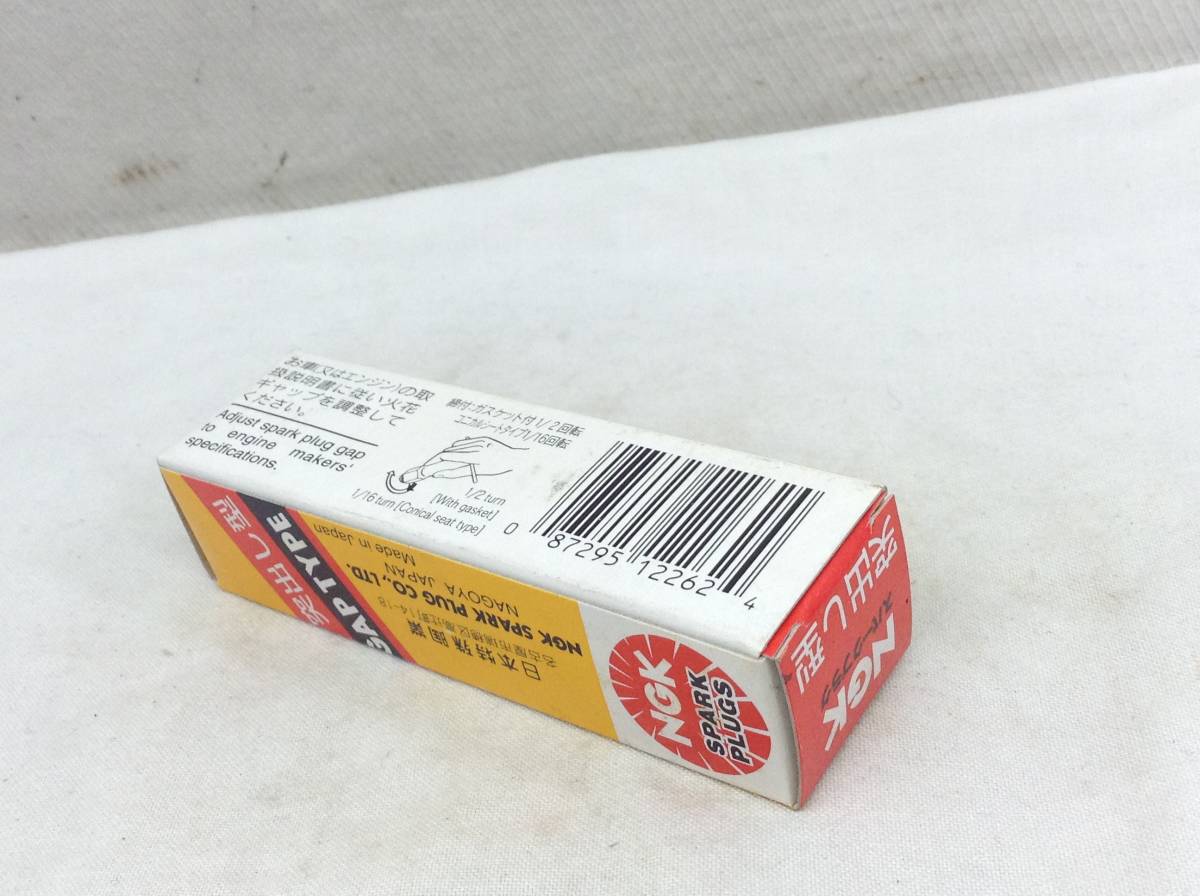 お車(又はエンジン)の取
扱説明書に従い火花
ギャップを調整して
ください。
Adjust spark plug gap
to engine makers'
specifications.
締付:ガスケット付1/2回転
コニカルシートタイプ1/16回転
1/2 turn
[With gasket]
1/16 turn [Conical seat type]
0 87295 12262 4
突出し型
GAP TYPE
Made in Japan
NAGOYA JAPAN
NGK SPARK PLUG CO., LTD.
日本特殊陶業
名古屋市瑞穂区高辻町14-18
NGK
SPARK
PLUGS
突出し型
NGK